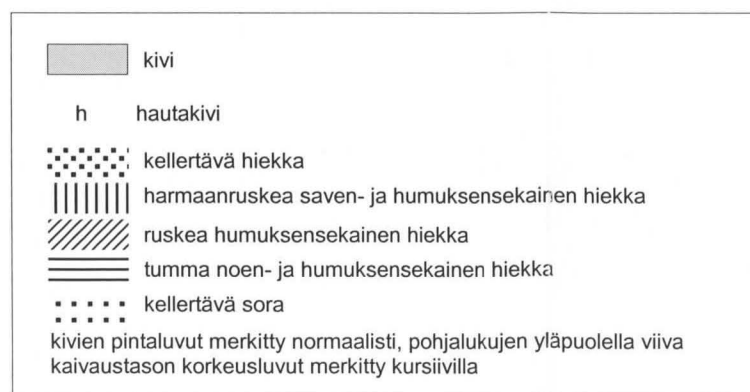 kivi
h hautakivi
kellertävä hiekka
harmaanruskea saven- ja humuksensekainen hiekka
ruskea humuksensekainen hiekka
tumma noen- ja humuksensekainen hiekka
kellertävä sora
kivien pintaluvut merkitty normaalisti, pohjalukujen yläpuolella viiva
kaivaustason korkeusluvut merkitty kursiivilla